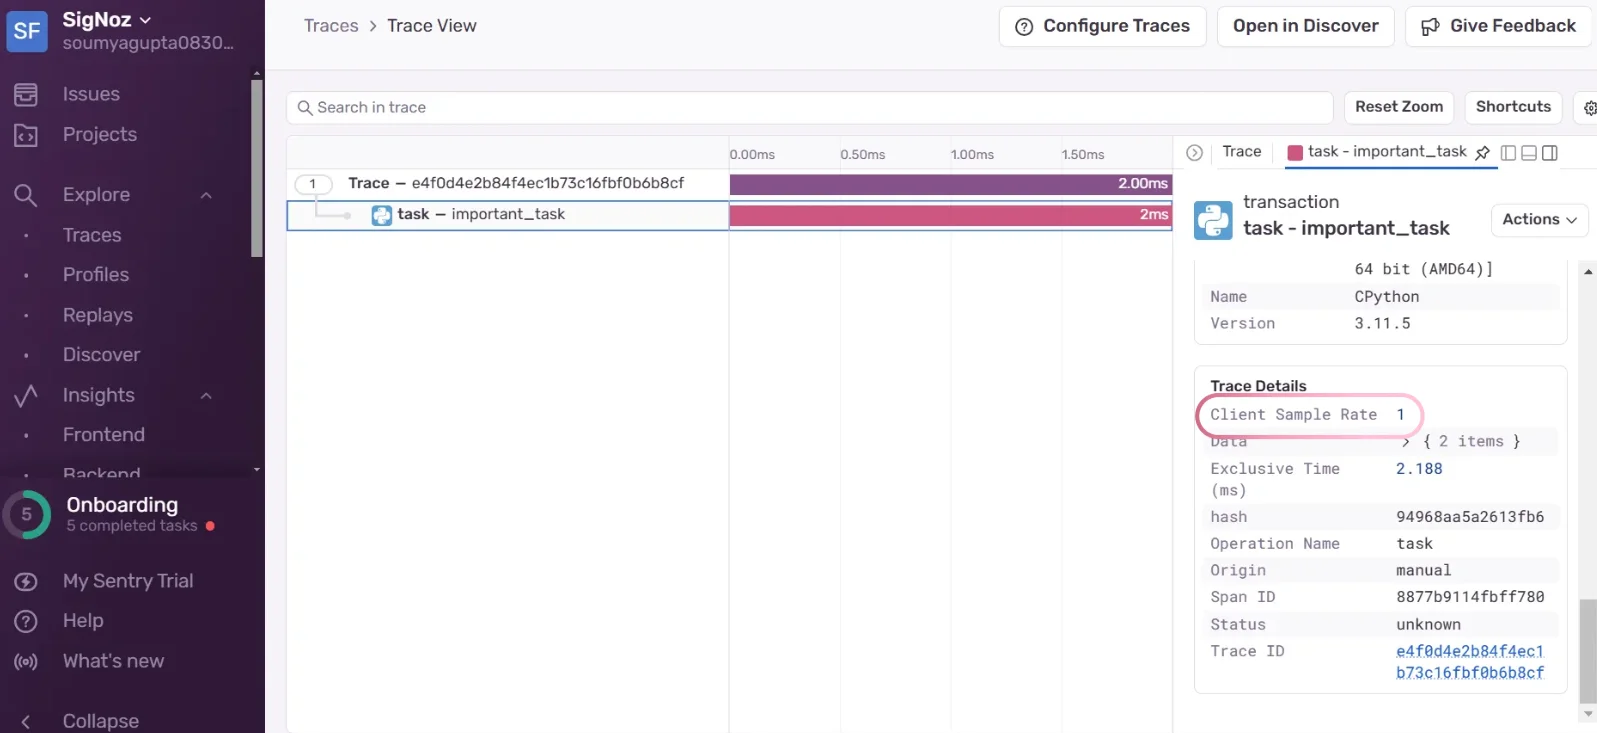 SF
SigNoz
soumyagupta0830...
Issues
Projects
Explore
Traces
Profiles
Replays
Discover
Insights
Frontend
Backend
5
Onboarding
5 completed tasks
My Sentry Trial
Help
What's new
Collapse
Traces > Trace View
Configure Traces
Open in Discover
Give Feedback
Search in trace
Reset Zoom
Shortcuts
0.00ms 0.50ms 1.00ms 1.50ms
1 Trace – e4f0d4e2b84f4ec1b73c16fbf0b6b8cf 2.00ms
task – important_task 2ms
Trace task - important_task
transaction
task - important_task
Actions
64 bit (AMD64)]
Name CPython
Version 3.11.5
Trace Details
Client Sample Rate 1
Data > { 2 items }
Exclusive Time 2.188
(ms)
hash 94968aa5a2613fb6
Operation Name task
Origin manual
Span ID 8877b9114fbff780
Status unknown
Trace ID e4f0d4e2b84f4ec1
b73c16fbf0b6b8cf